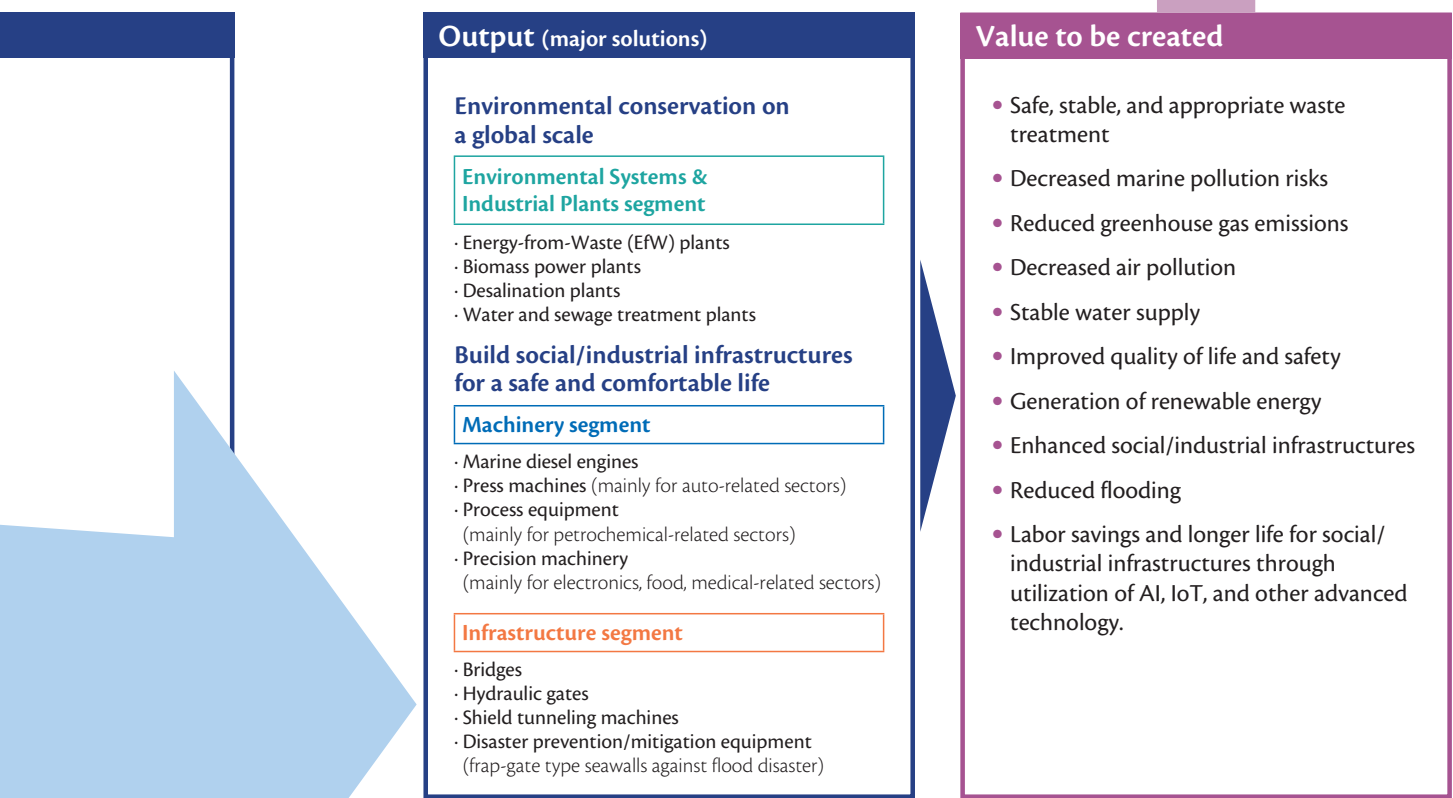 Output (major solutions)
Environmental conservation on
a global scale
Environmental Systems &
Industrial Plants segment
· Energy-from-Waste (EfW) plants
· Biomass power plants
· Desalination plants
· Water and sewage treatment plants
Build social/industrial infrastructures
for a safe and comfortable life
Machinery segment
· Marine diesel engines
· Press machines (mainly for auto-related sectors)
· Process equipment
(mainly for petrochemical-related sectors)
· Precision machinery
(mainly for electronics, food, medical-related sectors)
Infrastructure segment
· Bridges
· Hydraulic gates
· Shield tunneling machines
· Disaster prevention/mitigation equipment
(frap-gate type seawalls against flood disaster)
Value to be created
• Safe, stable, and appropriate waste
treatment
• Decreased marine pollution risks
• Reduced greenhouse gas emissions
• Decreased air pollution
• Stable water supply
• Improved quality of life and safety
• Generation of renewable energy
• Enhanced social/industrial infrastructures
• Reduced flooding
• Labor savings and longer life for social/
industrial infrastructures through
utilization of AI, IoT, and other advanced
technology.